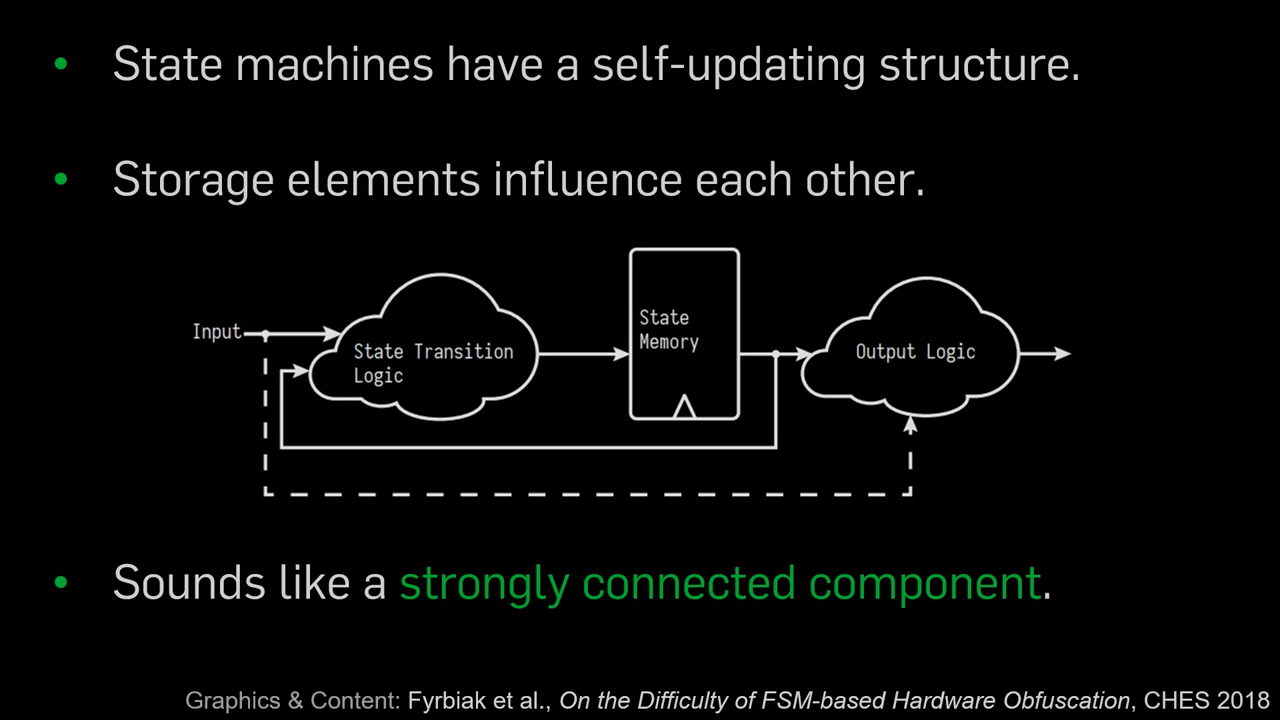 • State machines have a self-updating structure.
• Storage elements influence each other.
Input
State Transition
Logic
State
Memory
Output Logic
• Sounds like a strongly connected component.
Graphics & Content: Fyrbiak et al., On the Difficulty of FSM-based Hardware Obfuscation, CHES 2018